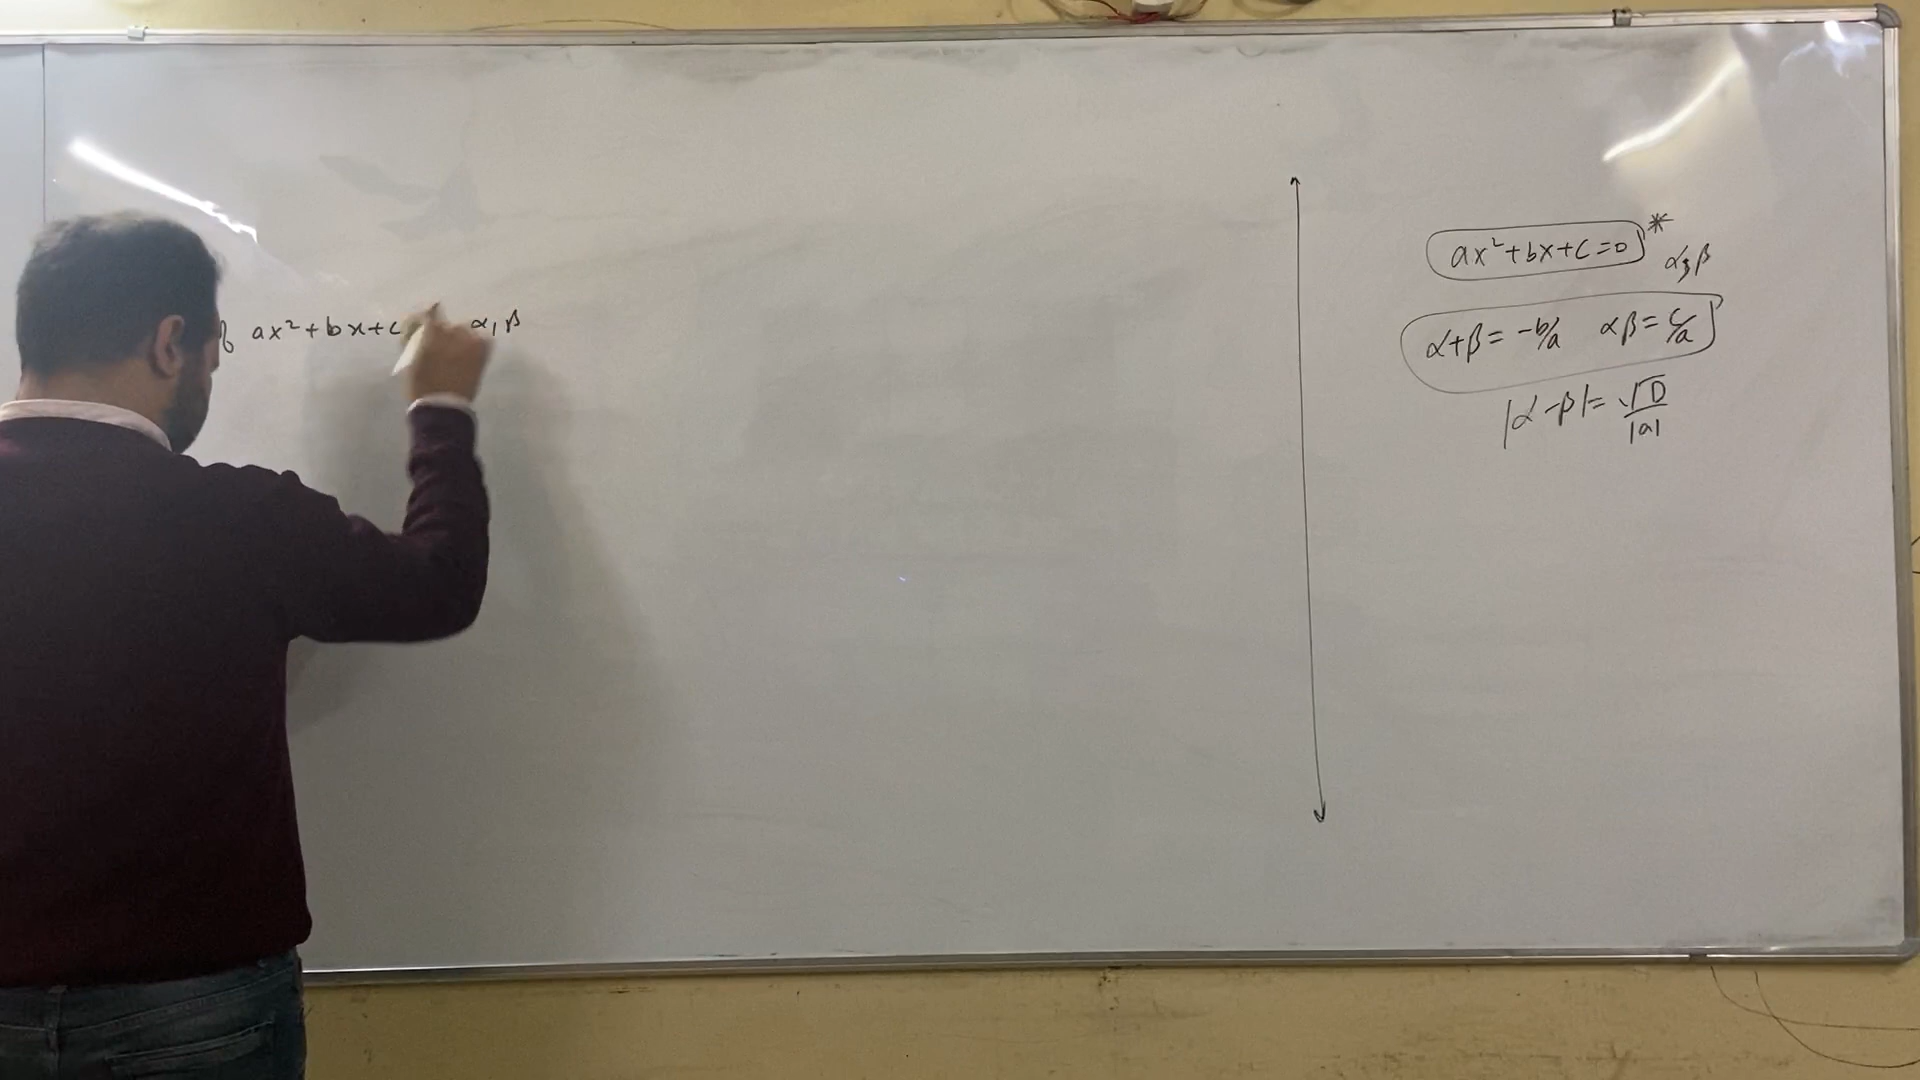 ax²+bx+c α, β
ax²+bx+c=0 *
α, β
α+β = -b/a αβ = c/a
|α-β| = √D/|a|